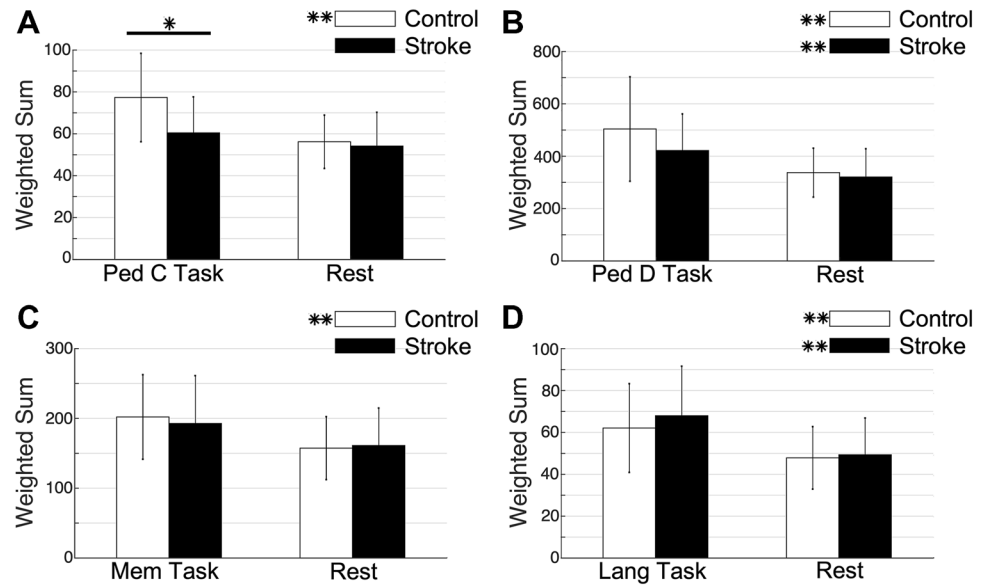 A
*
** Control
Stroke
100
80
60
40
20
0
Weighted Sum
Ped C Task Rest
B
** Control
** Stroke
800
600
400
200
0
Weighted Sum
Ped D Task Rest
C
** Control
Stroke
300
200
100
0
Weighted Sum
Mem Task Rest
D
** Control
** Stroke
100
80
60
40
20
0
Weighted Sum
Lang Task Rest